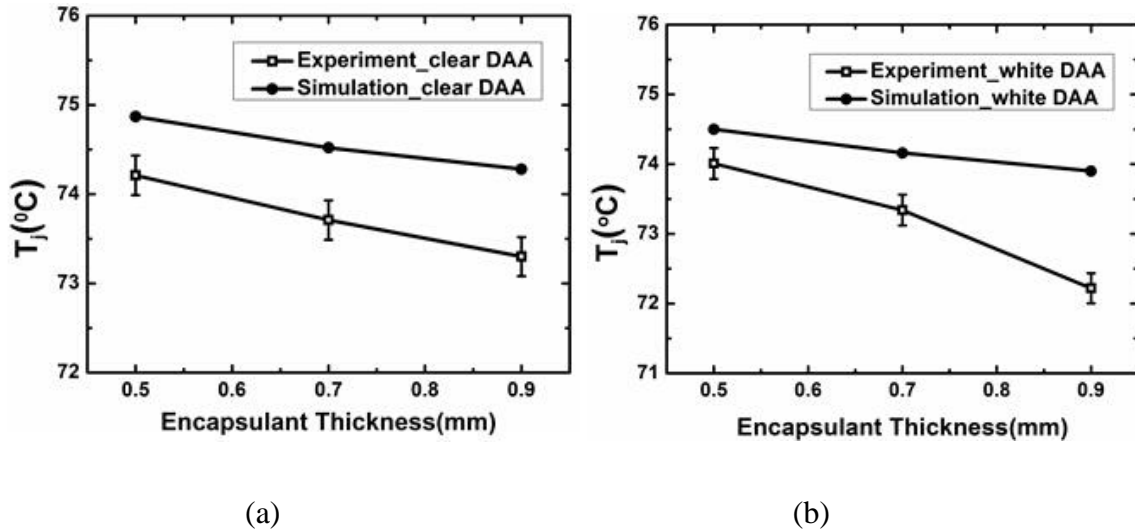 76
75
74
73
72
Tj(⁰C)
Experiment_clear DAA
Simulation_clear DAA
0.5 0.6 0.7 0.8 0.9
Encapsulant Thickness(mm)
(a)
76
75
74
73
72
71
Tj(°C)
Experiment_white DAA
Simulation_white DAA
0.5 0.6 0.7 0.8 0.9
Encapsulant Thickness(mm)
(b)